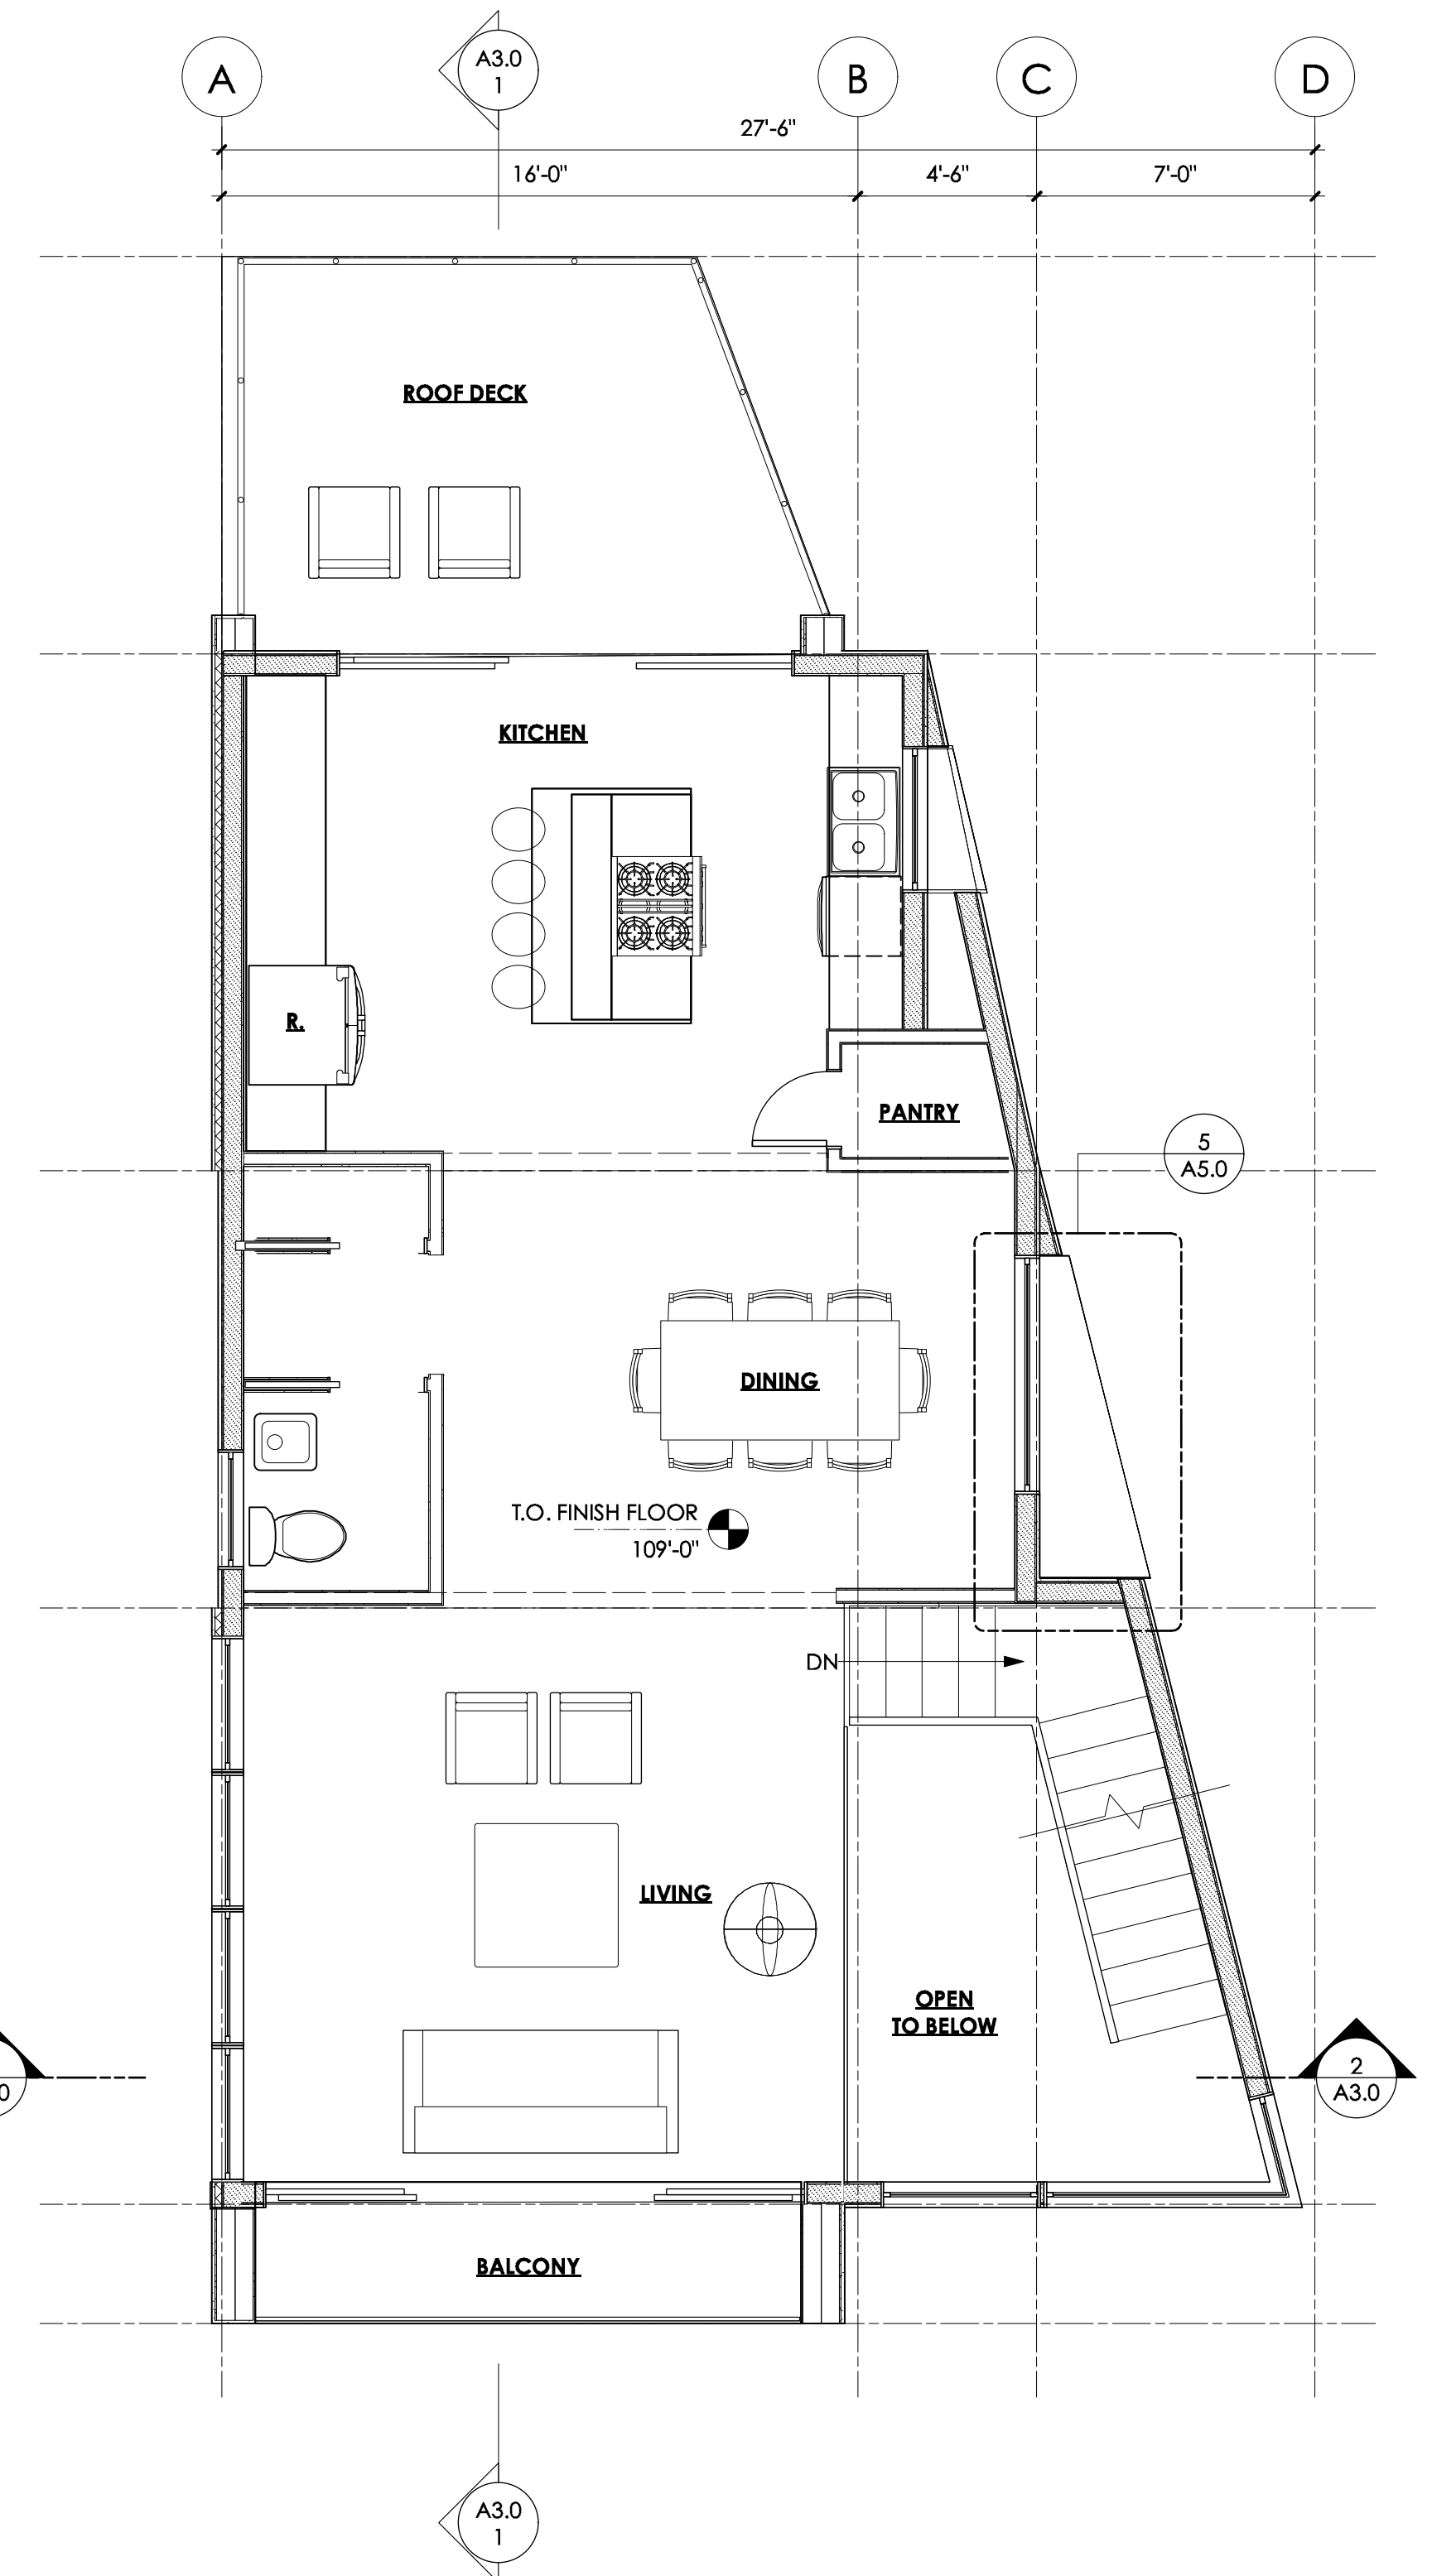 A3.0
1
A
B
C
D
27'-6"
16'-0"
4'-6"
7'-0"
ROOF DECK
KITCHEN
R.
PANTRY
5
A5.0
DINING
T.O. FINISH FLOOR
109'-0"
DN
LIVING
OPEN
TO BELOW
0
2
A3.0
BALCONY
A3.0
1